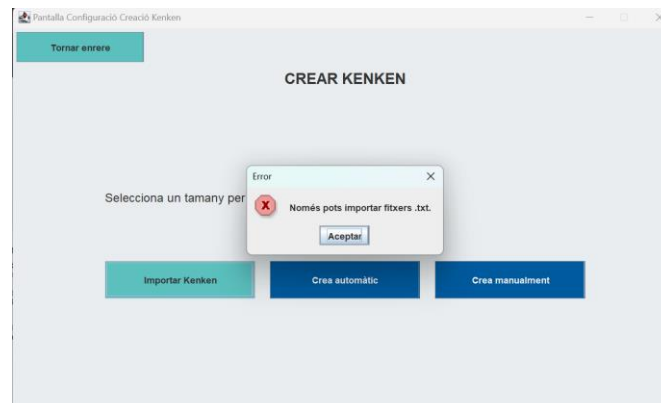 Pantalla Configuració Creació Kenken
Tornar enrere
CREAR KENKEN
Error
Selecciona un tamany per
Només pots importar fitxers .txt.
Aceptar
Importar Kenken
Crea automàtic
Crea manualment